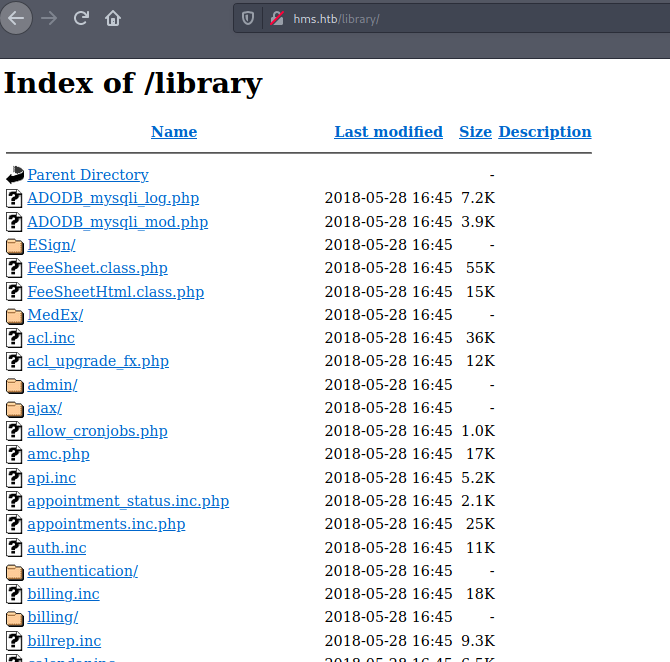 hms.htb/library/
Index of /library
Name Last modified Size Description
Parent Directory -
ADODB_mysqli_log.php 2018-05-28 16:45 7.2K
ADODB_mysqli_mod.php 2018-05-28 16:45 3.9K
ESign/ 2018-05-28 16:45 -
FeeSheet.class.php 2018-05-28 16:45 55K
FeeSheetHtml.class.php 2018-05-28 16:45 15K
MedEx/ 2018-05-28 16:45 -
acl.inc 2018-05-28 16:45 36K
acl_upgrade_fx.php 2018-05-28 16:45 12K
admin/ 2018-05-28 16:45 -
ajax/ 2018-05-28 16:45 -
allow_cronjobs.php 2018-05-28 16:45 1.0K
amc.php 2018-05-28 16:45 17K
api.inc 2018-05-28 16:45 5.2K
appointment_status.inc.php 2018-05-28 16:45 2.1K
appointments.inc.php 2018-05-28 16:45 25K
auth.inc 2018-05-28 16:45 11K
authentication/ 2018-05-28 16:45 -
billing.inc 2018-05-28 16:45 18K
billing/ 2018-05-28 16:45 -
billrep.inc 2018-05-28 16:45 9.3K